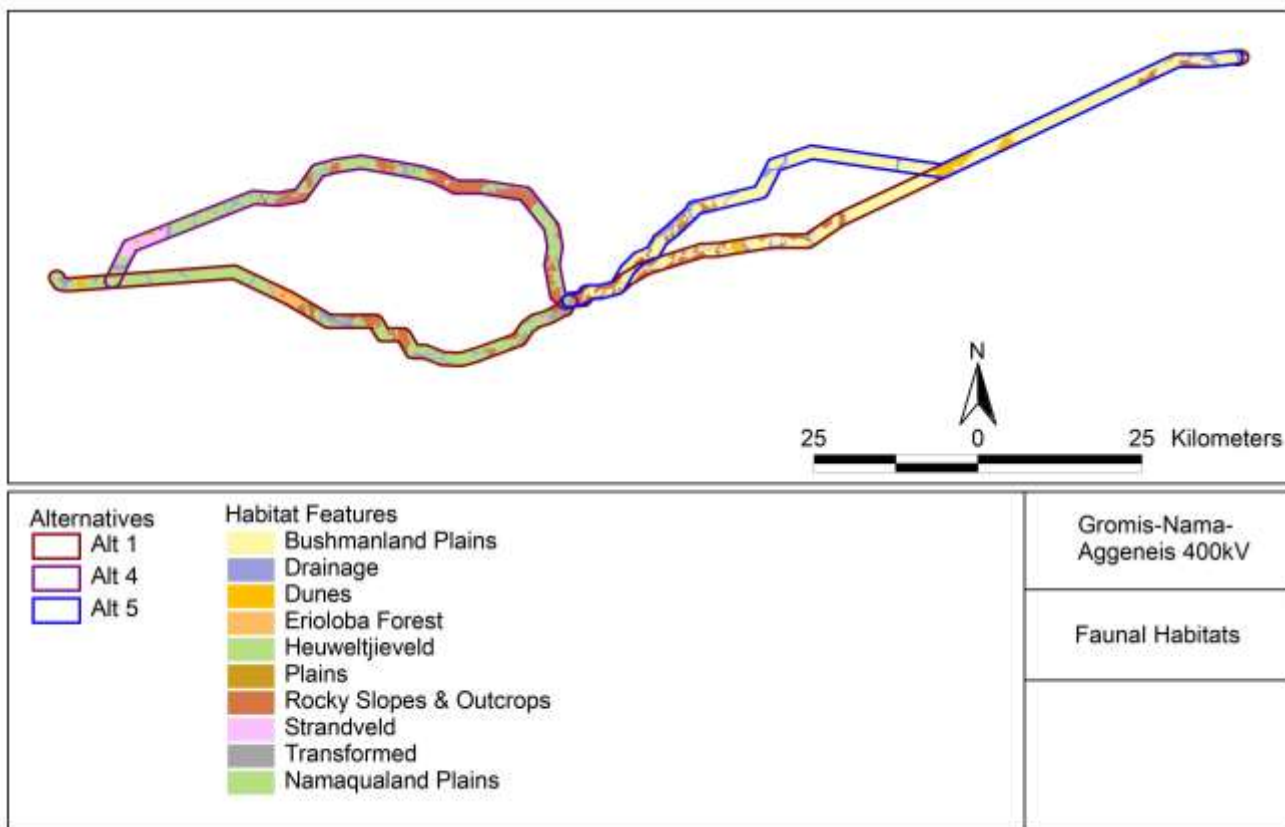 N
25 0 25 Kilometers
Alternatives
Alt 1
Alt 4
Alt 5
Habitat Features
Bushmanland Plains
Drainage
Dunes
Erioloba Forest
Heuweltjieveld
Plains
Rocky Slopes & Outcrops
Strandveld
Transformed
Namaqualand Plains
Gromis-Nama-
Aggeneis 400kV
Faunal Habitats